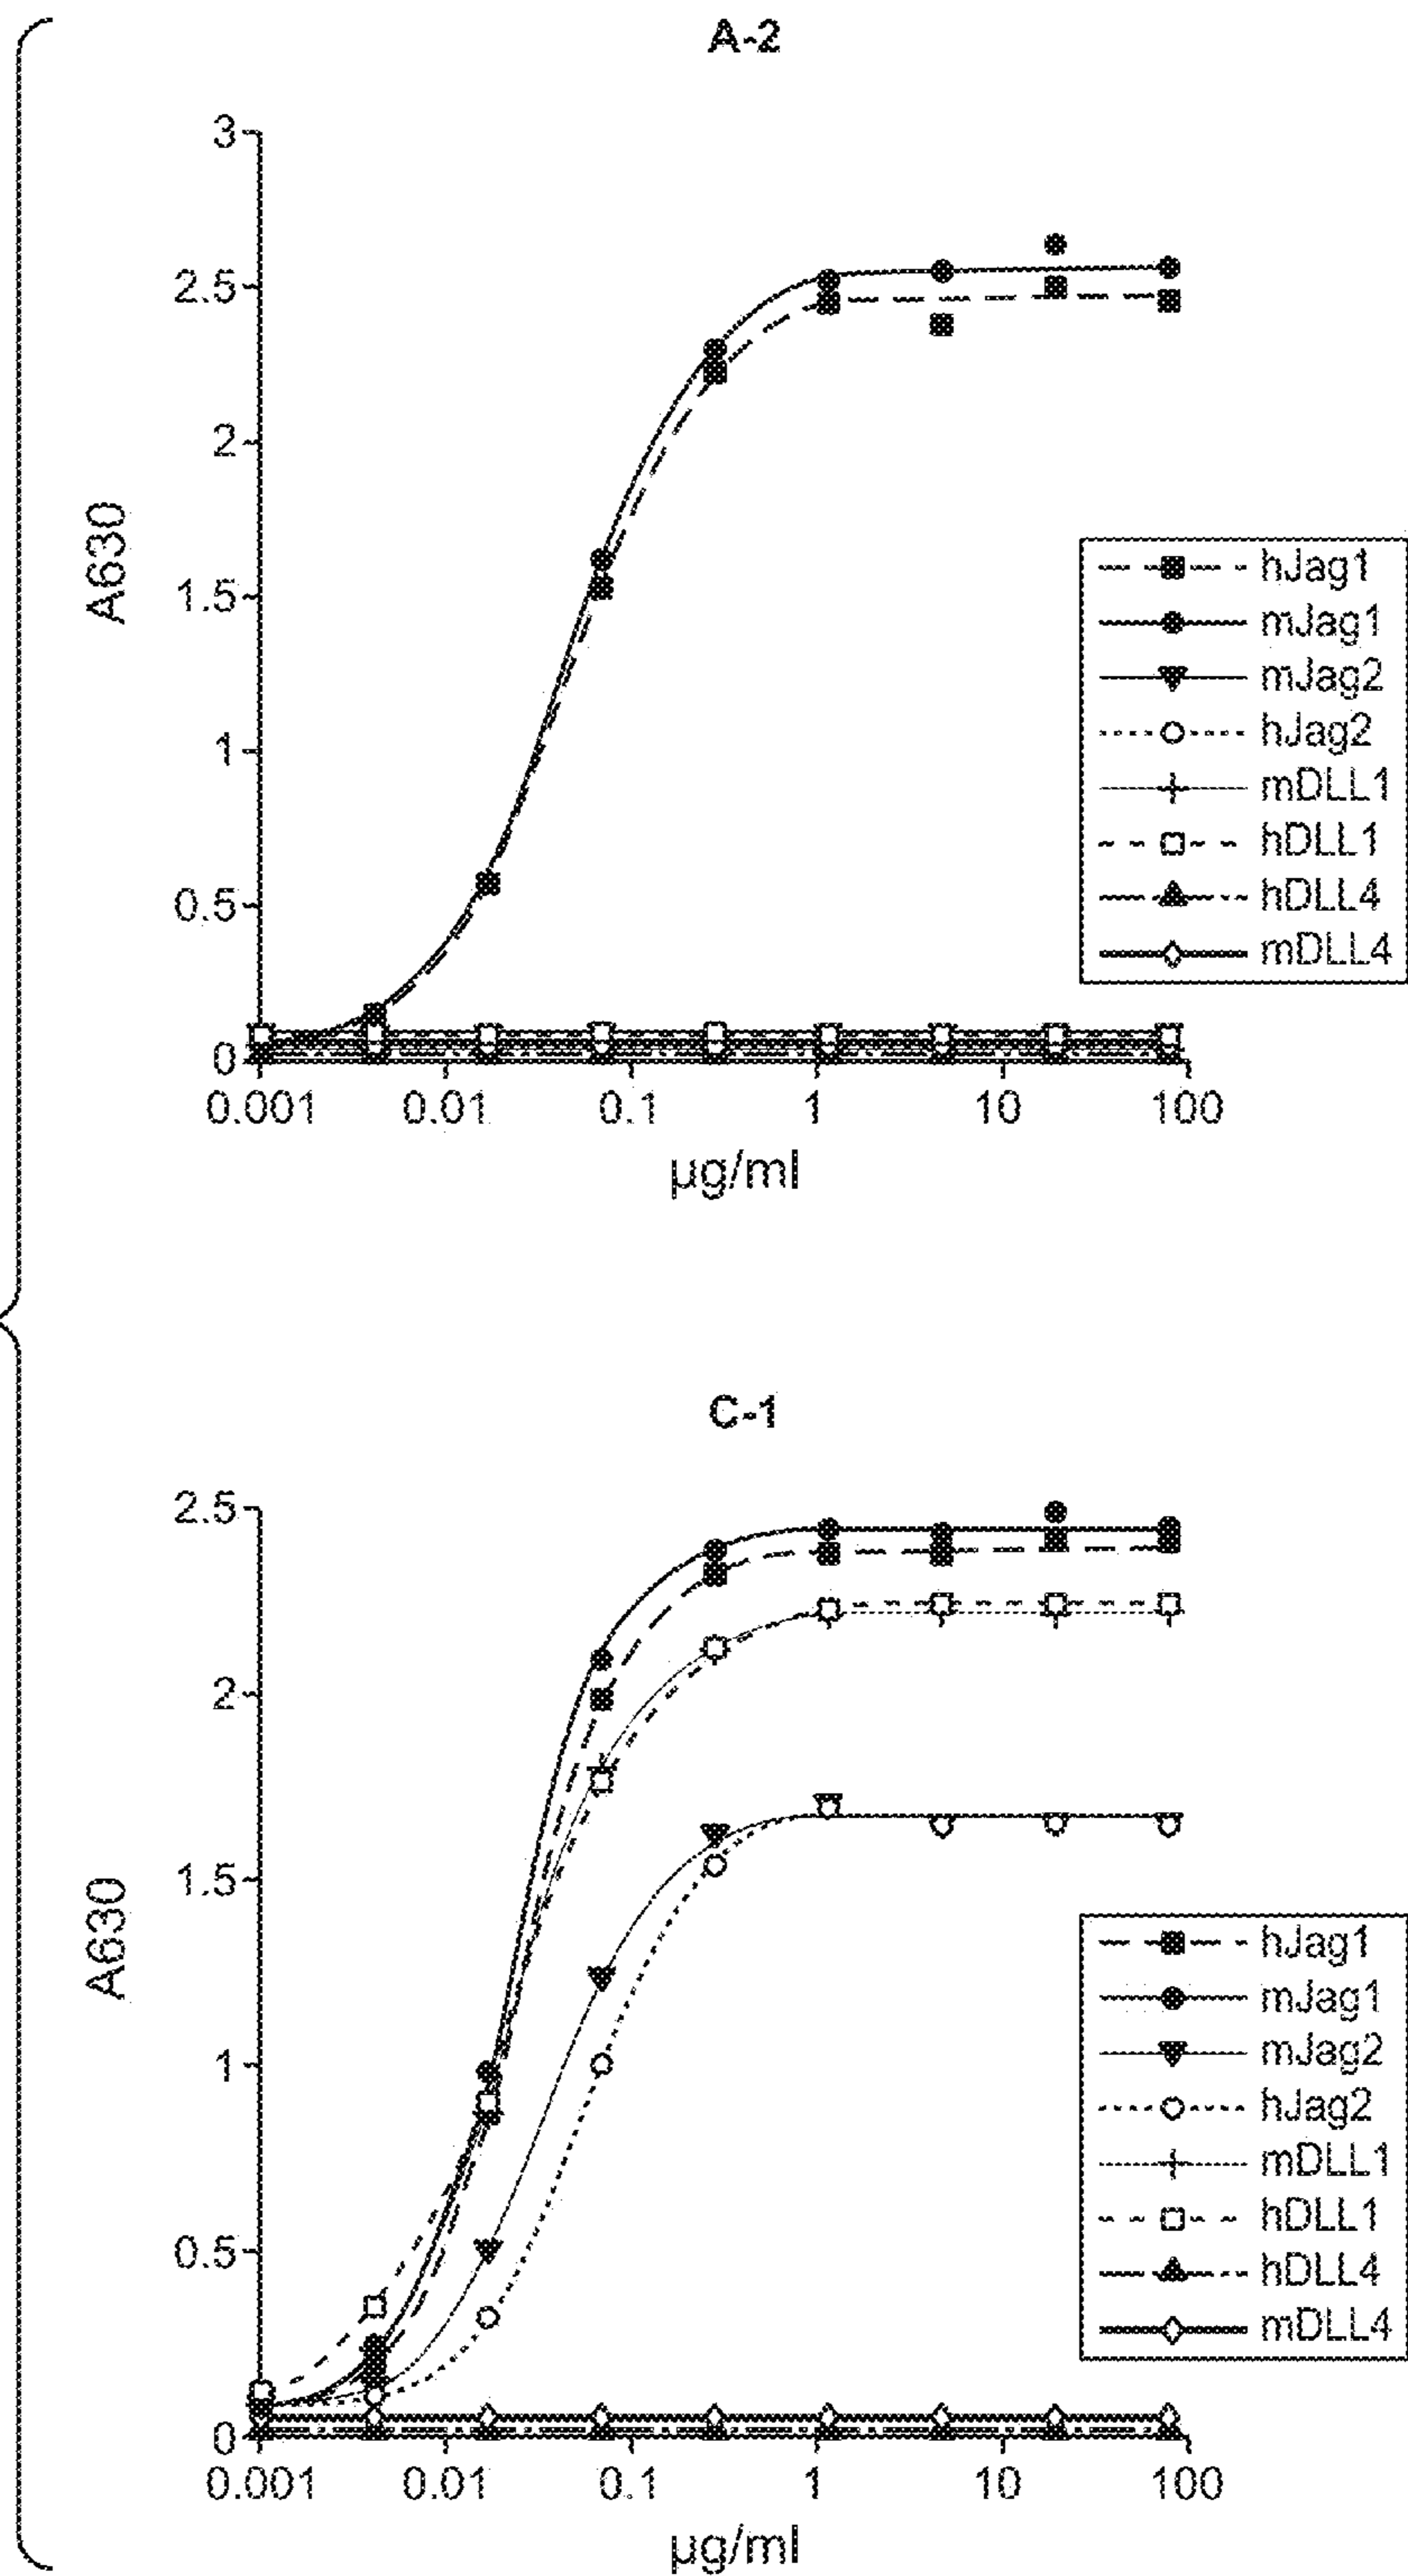 A-2
3
2.5
2
1.5
1
0.5
0
A630
0.001 0.01 0.1 1 10 100
µg/ml
hJag1
mJag1
mJag2
hJag2
mDLL1
hDLL1
hDLL4
mDLL4
C-1
2.5
2
1.5
1
0.5
0
A630
0.001 0.01 0.1 1 10 100
µg/ml
hJag1
mJag1
mJag2
hJag2
mDLL1
hDLL1
hDLL4
mDLL4